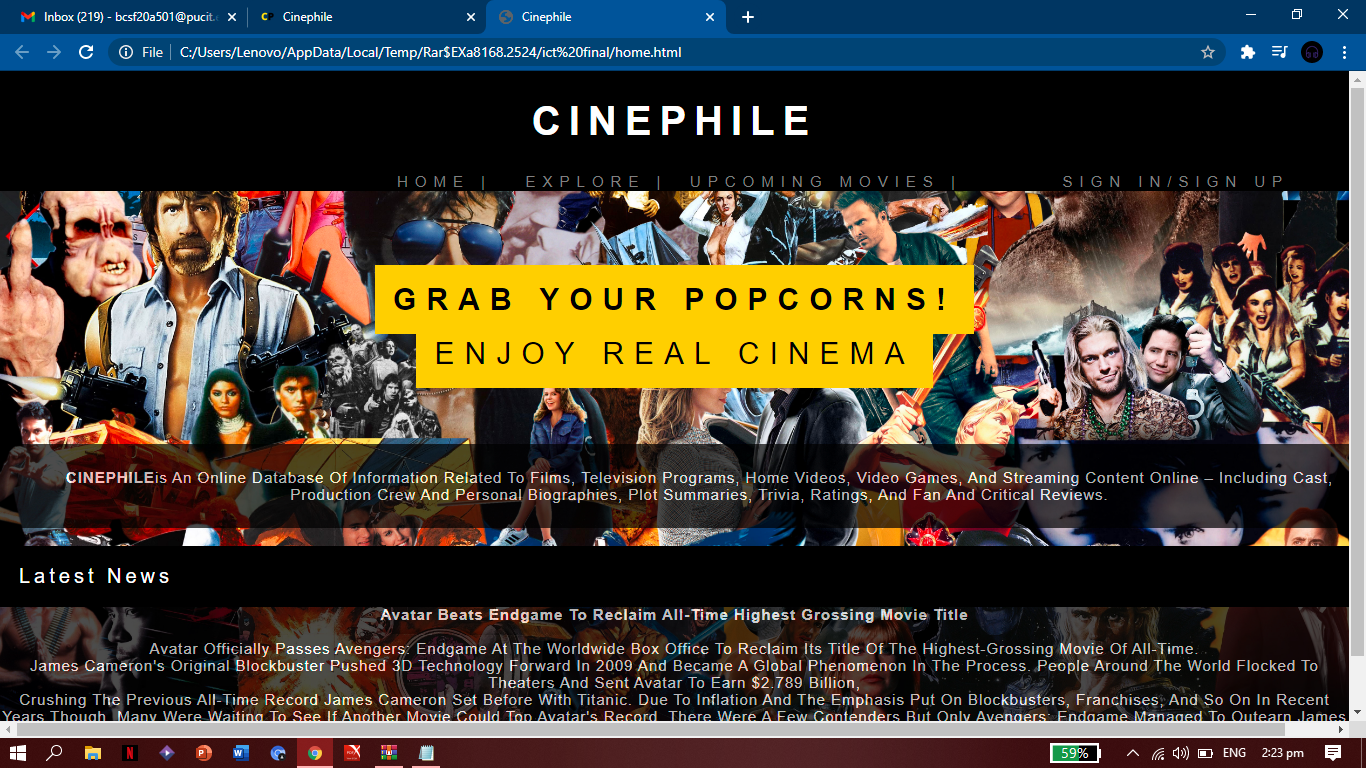 Inbox (219) - bcsf20a501@pucit.
Cinephile
Cinephile
File
C:/Users/Lenovo/AppData/Local/Temp/Rar$EXa8168.2524/ict%20final/home.html
CINEPHILE
HOME | EXPLORE | UPCOMING MOVIES | SIGN IN/SIGN UP
GRAB YOUR POPCORNS!
ENJOY REAL CINEMA
CINEPHILEis An Online Database Of Information Related To Films, Television Programs, Home Videos, Video Games, And Streaming Content Online – Including Cast,
Production Crew And Personal Biographies, Plot Summaries, Trivia, Ratings, And Fan And Critical Reviews.
Latest News
Avatar Beats Endgame To Reclaim All-Time Highest Grossing Movie Title
Avatar Officially Passes Avengers: Endgame At The Worldwide Box Office To Reclaim Its Title Of The Highest-Grossing Movie Of All-Time.
James Cameron's Original Blockbuster Pushed 3D Technology Forward In 2009 And Became A Global Phenomenon In The Process. People Around The World Flocked To
Theaters And Sent Avatar To Earn $2.789 Billion,
Crushing The Previous All-Time Record James Cameron Set Before With Titanic. Due To Inflation And The Emphasis Put On Blockbusters, Franchises, And So On In Recent
Years Though, Many Were Waiting To See If Another Movie Could Top Avatar's Record. There Were A Few Contenders But Only Avengers: Endgame Managed To Outearn James
59%
ENG
2:23 pm